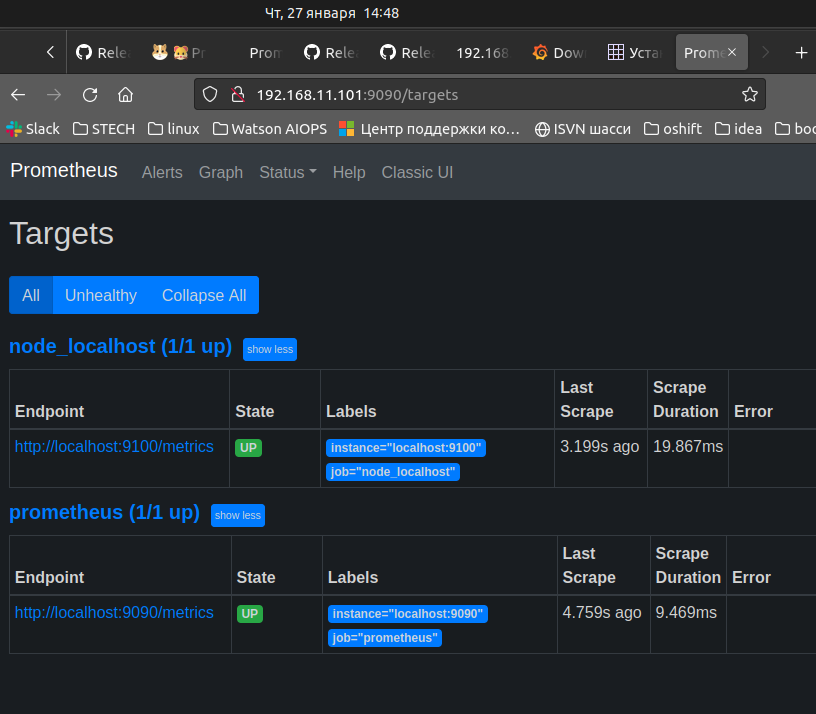 Чт, 27 января 14:48
Relea Pr Prom Relea Relea 192.168 Dow Уста Prome
192.168.11.101:9090/targets
Slack STECH linux Watson AIOPS Центр поддержки ко... ISVN шасси oshift idea boo
Prometheus Alerts Graph Status Help Classic UI
Targets
All Unhealthy Collapse All
node_localhost (1/1 up) show less
Endpoint State Labels Last Scrape Scrape Duration Error
http://localhost:9100/metrics UP instance="localhost:9100" 3.199s ago 19.867ms
job="node_localhost"
prometheus (1/1 up) show less
Endpoint State Labels Last Scrape Scrape Duration Error
http://localhost:9090/metrics UP instance="localhost:9090" 4.759s ago 9.469ms
job="prometheus"